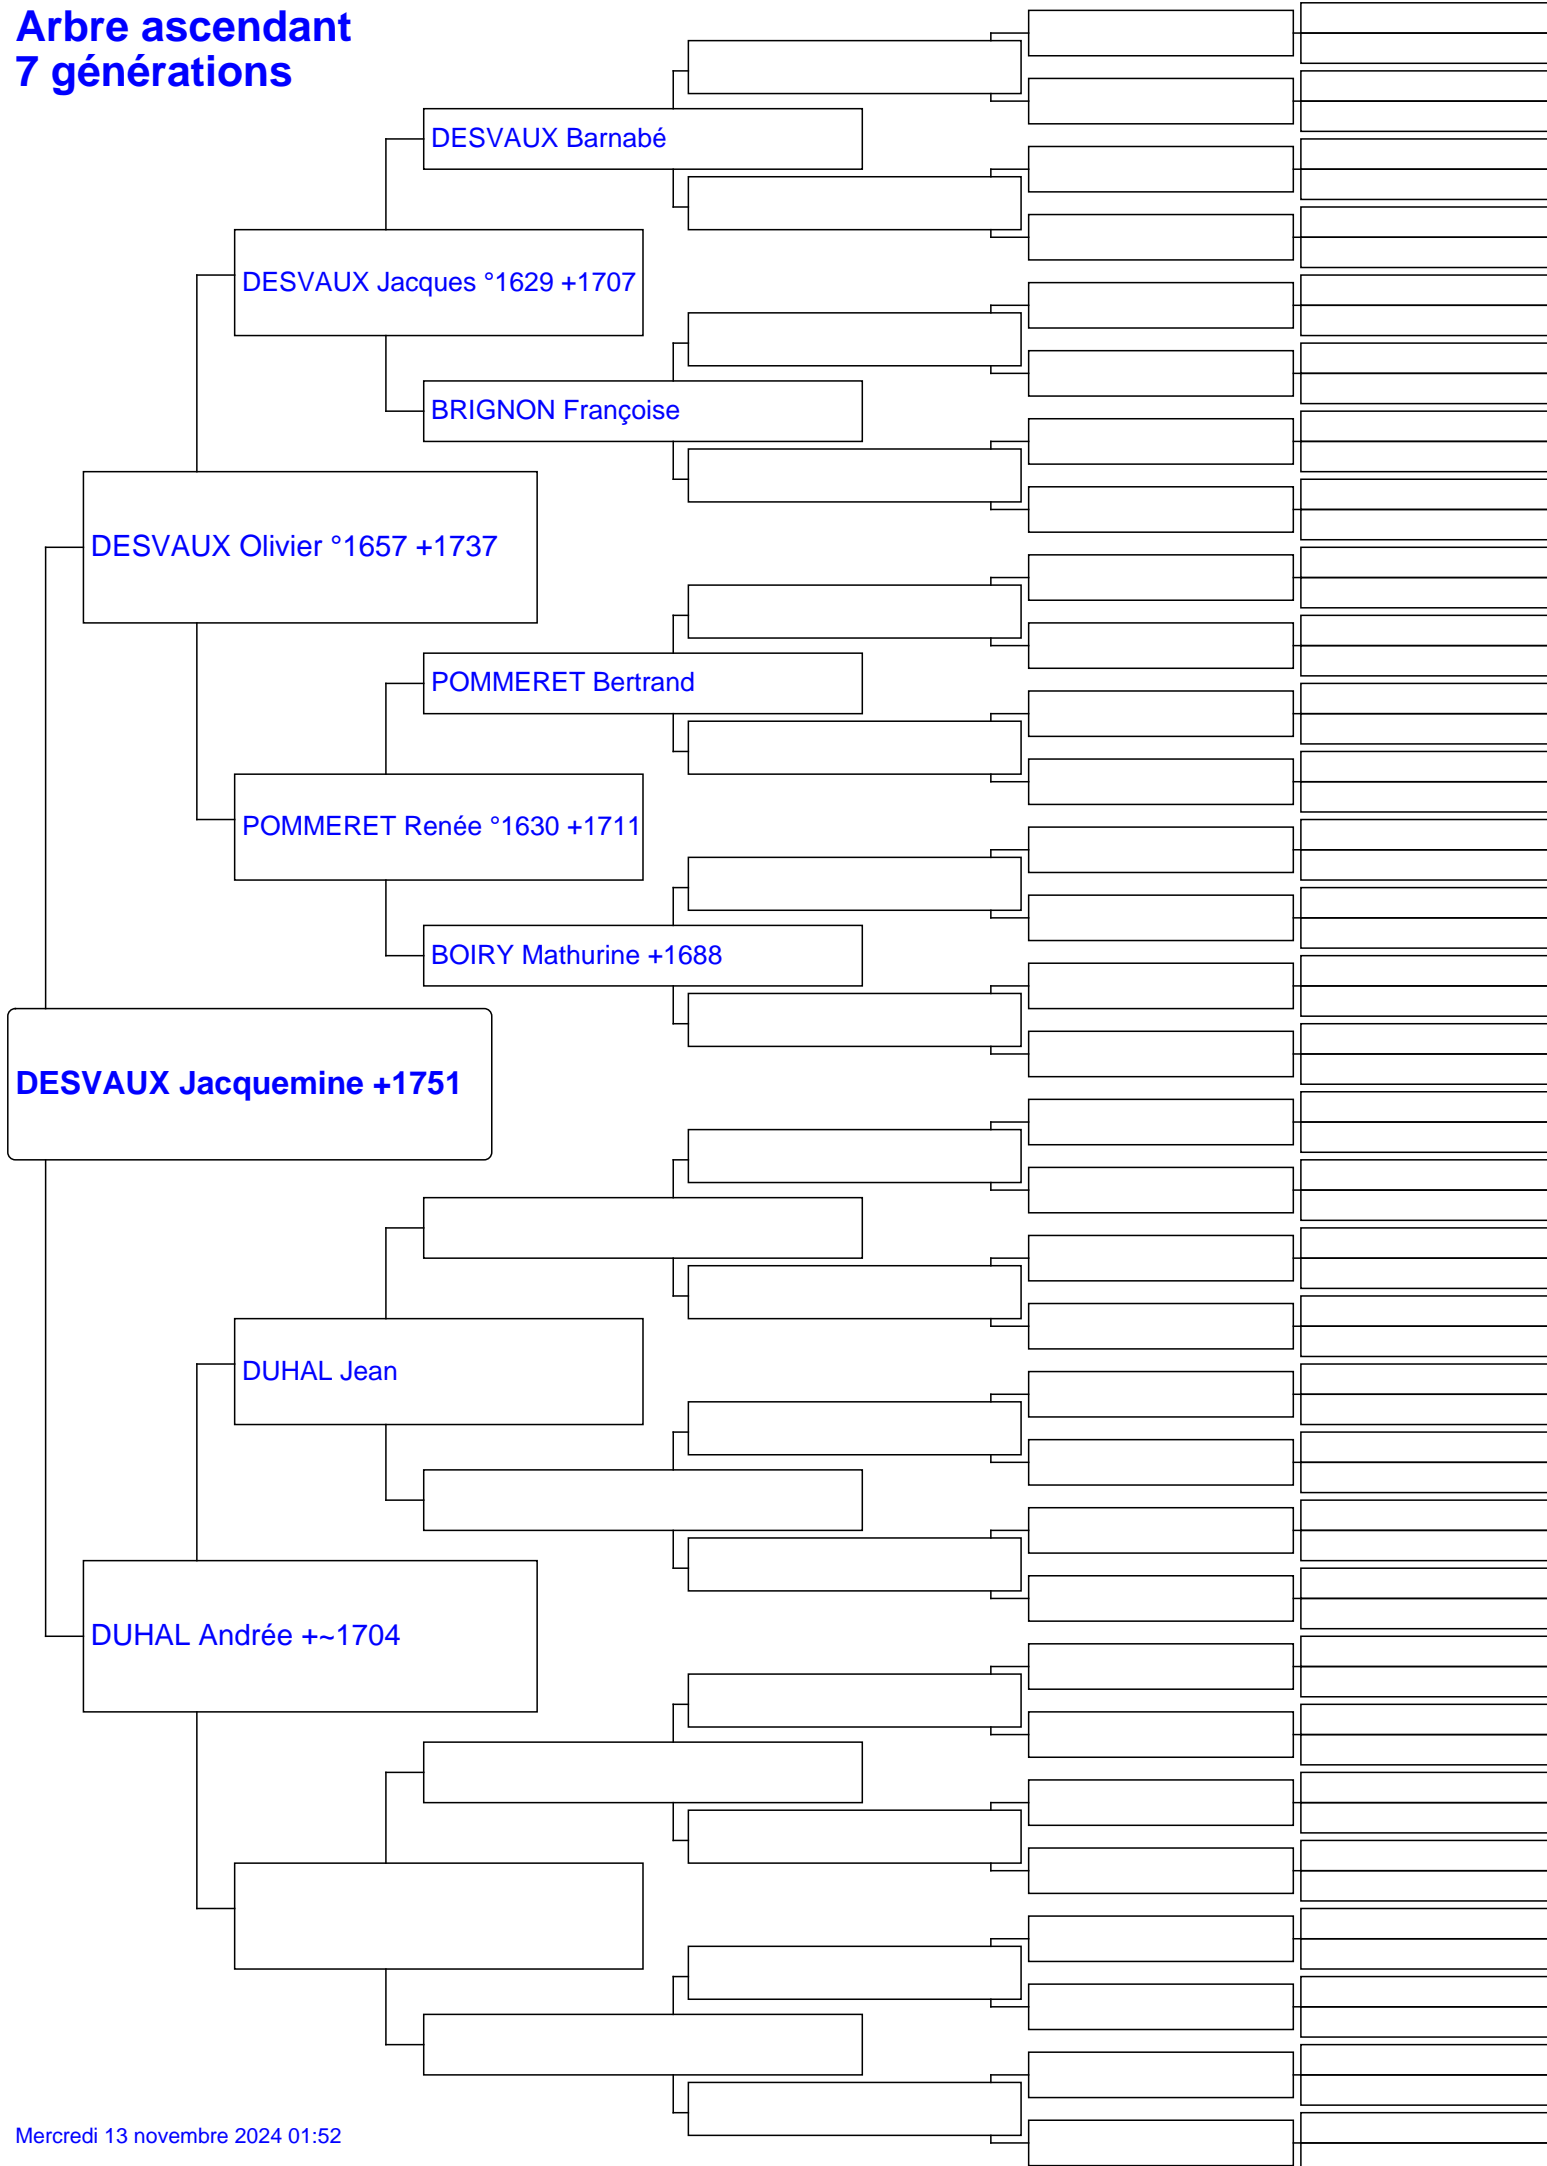 Arbre ascendant
7 générations
DESVAUX Barnabé
DESVAUX Jacques °1629 +1707
BRIGNON Françoise
DESVAUX Olivier °1657 +1737
POMMERET Bertrand
POMMERET Renée °1630 +1711
BOIRY Mathurine +1688
DESVAUX Jacquemine +1751
DUHAL Jean
DUHAL Andrée +~1704
Mercredi 13 novembre 2024 01:52